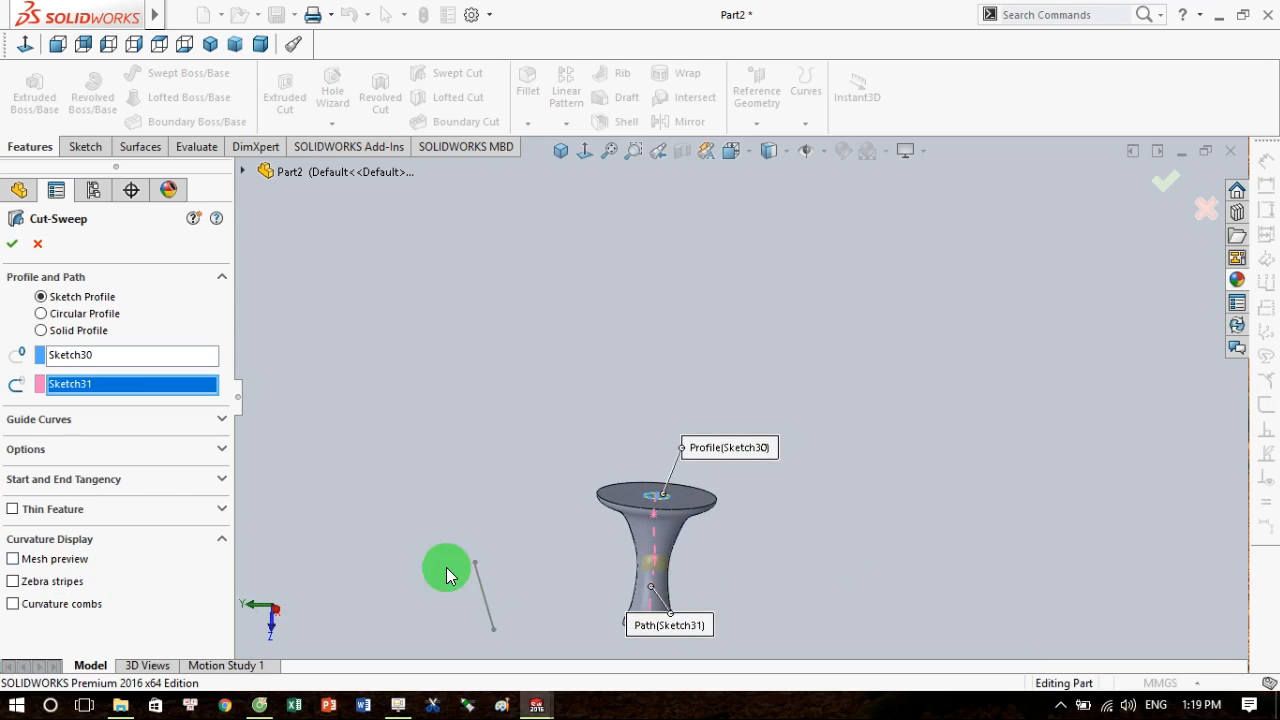 SOLIDWORKS
Part2 *
Search Commands
Extruded Boss/Base
Revolved Boss/Base
Swept Boss/Base
Lofted Boss/Base
Boundary Boss/Base
Extruded Cut
Hole Wizard
Revolved Cut
Swept Cut
Lofted Cut
Boundary Cut
Fillet
Linear Pattern
Rib
Draft
Shell
Wrap
Intersect
Mirror
Reference Geometry
Curves
Instant3D
Features
Sketch
Surfaces
Evaluate
DimXpert
SOLIDWORKS Add-Ins
SOLIDWORKS MBD
Part2 (Default<<Default>...
Cut-Sweep
Profile and Path
Sketch Profile
Circular Profile
Solid Profile
Sketch30
Sketch31
Guide Curves
Options
Start and End Tangency
Thin Feature
Curvature Display
Mesh preview
Zebra stripes
Curvature combs
Profile(Sketch30)
Path(Sketch31)
Y
Z
Model
3D Views
Motion Study 1
SOLIDWORKS Premium 2016 x64 Edition
Editing Part
MMGS
ENG
1:19 PM